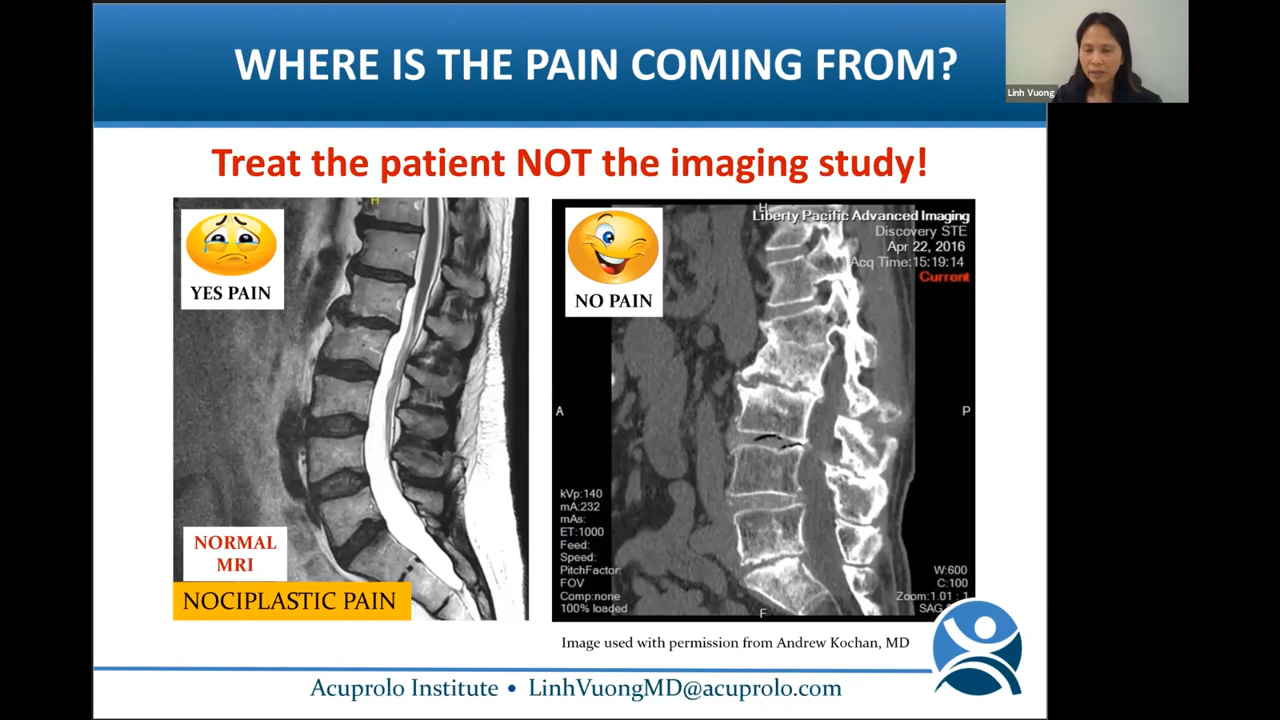 WHERE IS THE PAIN COMING FROM?
Linh Vuong
Treat the patient NOT the imaging study!
H
YES PAIN
NORMAL
MRI
NOCIPLASTIC PAIN
H
Liberty Pacific Advanced Imaging
Discovery STE
Apr 22, 2016
Acq Time:15:19:14
Current
NO PAIN
A
P
kVp:140
mA:232
mAs:
ET:1000
Feed:
Speed:
PitchFactor
FOV
Comp:none
100% loaded
W:600
C:100
Zoom:1.01 : 1
SAG
F
Image used with permission from Andrew Kochan, MD
Acuprolo Institute • LinhVuongMD@acuprolo.com